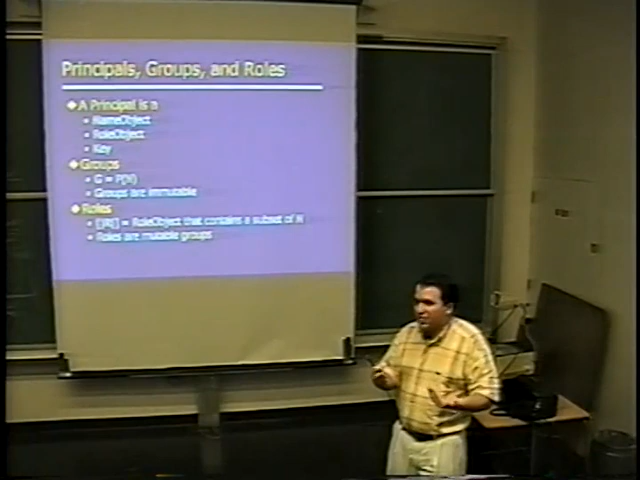 Principals, Groups, and Roles
A Principal is a
NameObject
RoleObject
Key
Groups
G = P(N)
Groups are immutable
Roles
= RoleObject that contains a subset of N
Roles are mutable groups